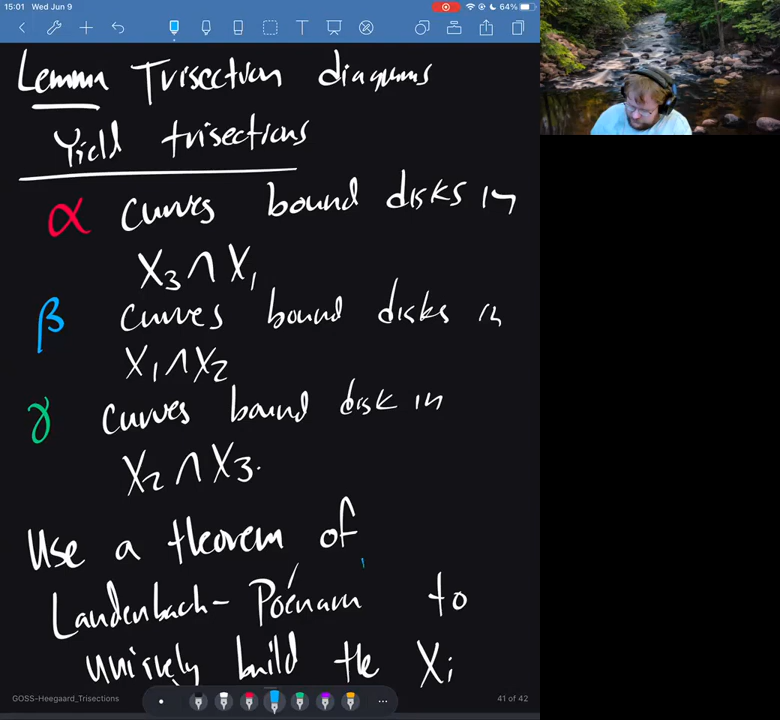 15:01 Wed Jun 9
64%
Lemma Trisection diagrams
Yield trisections
α curves bound disks in
X₃ ∩ X₁
β curves bound disks in
X₁ ∩ X₂
γ curves bound disk in
X₂ ∩ X₃.
Use a theorem of
Laudenbach- Póenaru to
uniquely build the Xi
GOSS-Heegaard_Trisections
41 of 42